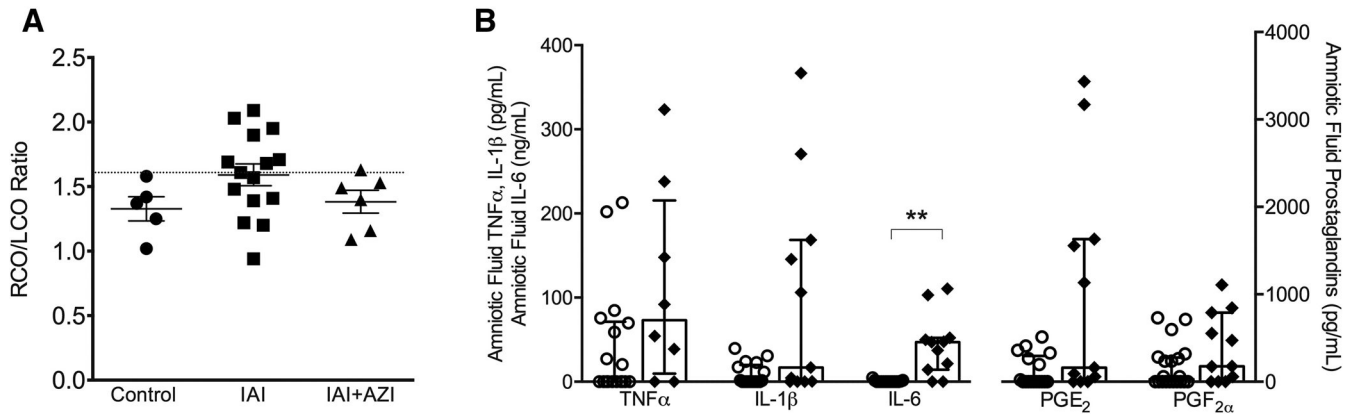 A
RCO/LCO Ratio
2.5
2.0
1.5
1.0
0.5
0.0
Control IAI IAI+AZI
B
Amniotic Fluid TNFα, IL-1β (pg/mL)
Amniotic Fluid IL-6 (ng/mL)
400
300
200
100
0
**
TNFα IL-1β IL-6 PGE2 PGF2α
4000
3000
2000
1000
0
Amniotic Fluid Prostaglandins (pg/mL)